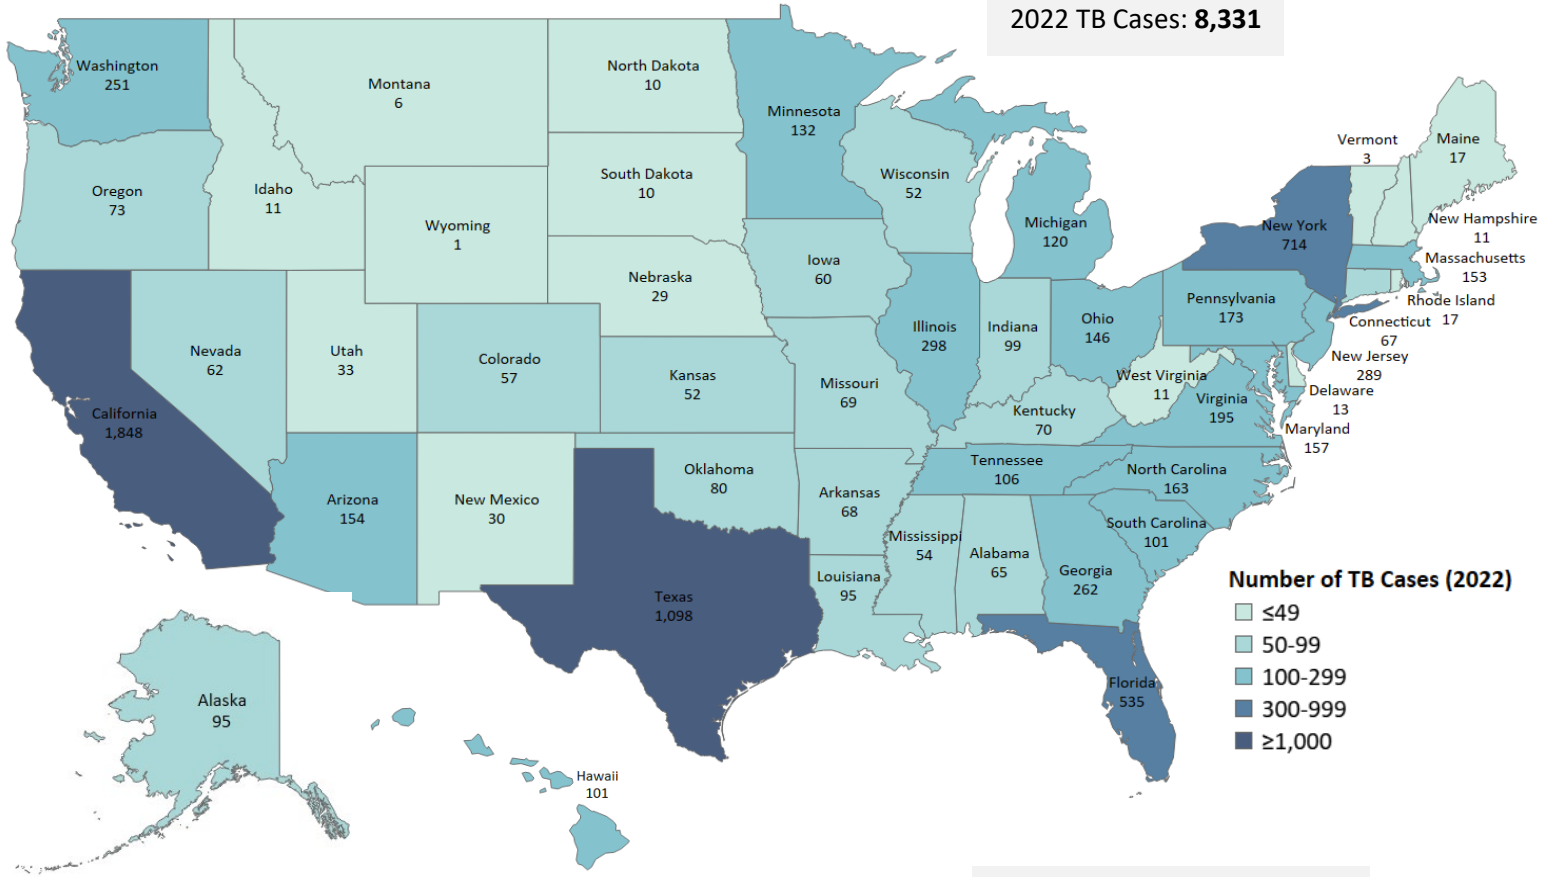 2022 TB Cases: 8,331
Washington
251
Montana
6
North Dakota
10
Minnesota
132
Vermont
3
Maine
17
Oregon
73
Idaho
11
Wyoming
1
South Dakota
10
Wisconsin
52
Michigan
120
New York
714
New Hampshire
11
Massachusetts
153
Rhode Island
17
Connecticut
67
New Jersey
289
Delaware
13
Maryland
157
Iowa
60
Nebraska
29
Pennsylvania
173
Illinois
298
Indiana
99
Ohio
146
Nevada
62
Utah
33
Colorado
57
Kansas
52
Missouri
69
West Virginia
11
Virginia
195
Kentucky
70
California
1,848
Arizona
154
New Mexico
30
Oklahoma
80
Arkansas
68
Tennessee
106
North Carolina
163
South Carolina
101
Mississippi
54
Alabama
65
Georgia
262
Louisiana
95
Texas
1,098
Florida
535
Alaska
95
Hawaii
101
Number of TB Cases (2022)
≤49
50-99
100-299
300-999
≥1,000